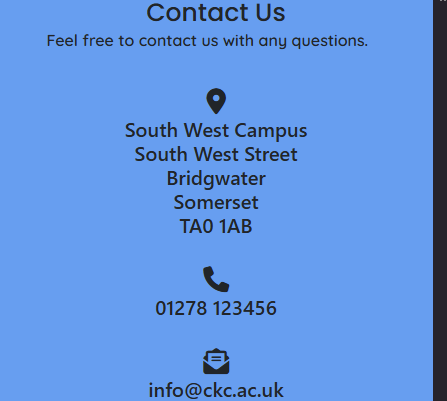 Contact Us
Feel free to contact us with any questions.
South West Campus
South West Street
Bridgwater
Somerset
TA0 1AB
01278 123456
info@ckc.ac.uk